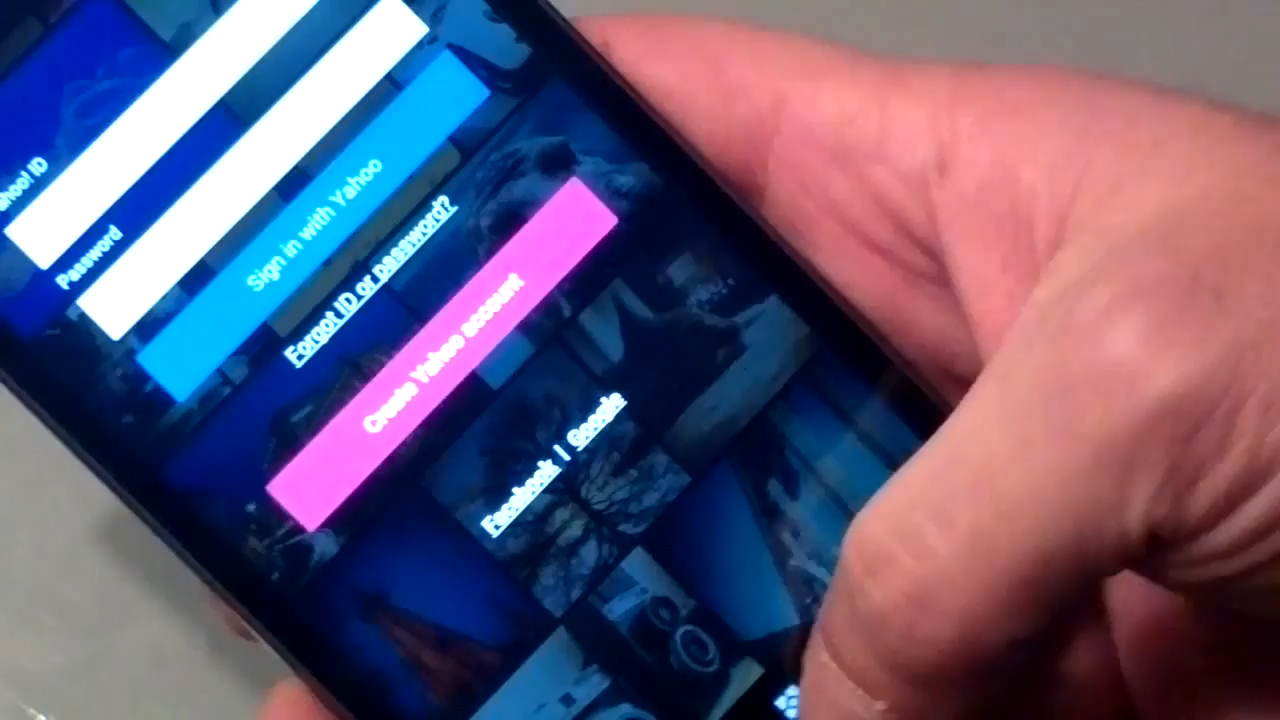 ahoo! ID
Password
Sign in with Yahoo
Forgot ID or password?
Create Yahoo account
Facebook | Google